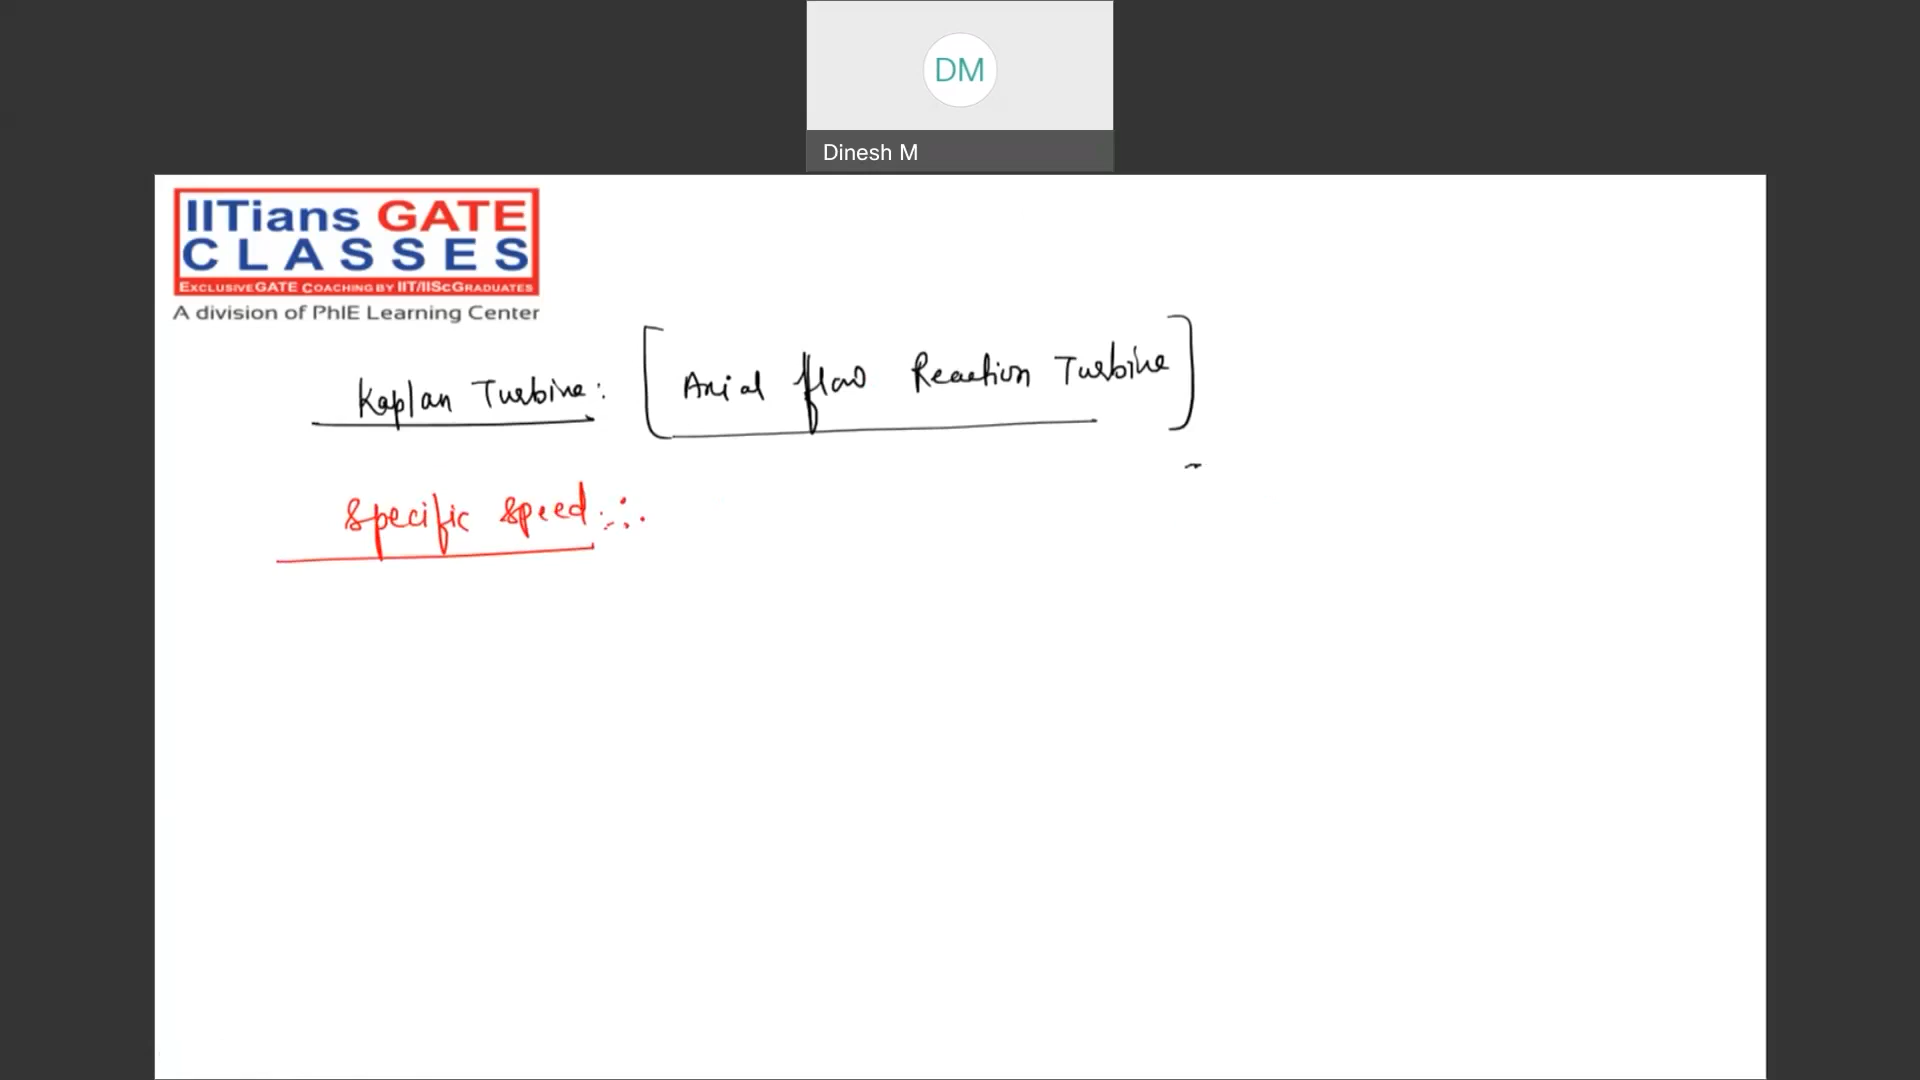 DM
Dinesh M
IITians GATE
CLASSES
EXCLUSIVE GATE COACHING BY IIT/IISc GRADUATES
A division of PhIE Learning Center
Kaplan Turbine: [Axial flow Reaction Turbine]
Specific Speed: